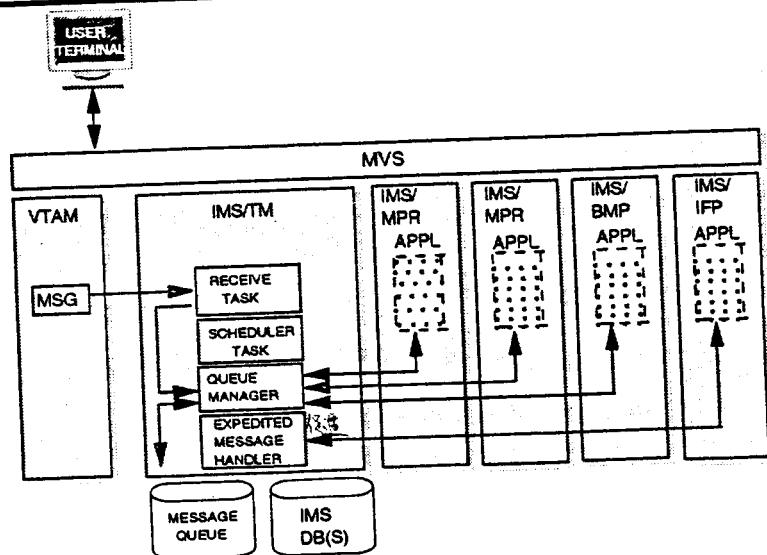 USER
TERMINAL
MVS
VTAM
MSG
IMS/TM
RECEIVE
TASK
SCHEDULER
TASK
QUEUE
MANAGER
EXPEDITED
MESSAGE
HANDLER
IMS/
MPR
APPL
IMS/
MPR
APPL
IMS/
BMP
APPL
IMS/
IFP
APPL
MESSAGE
QUEUE
IMS
DB(S)